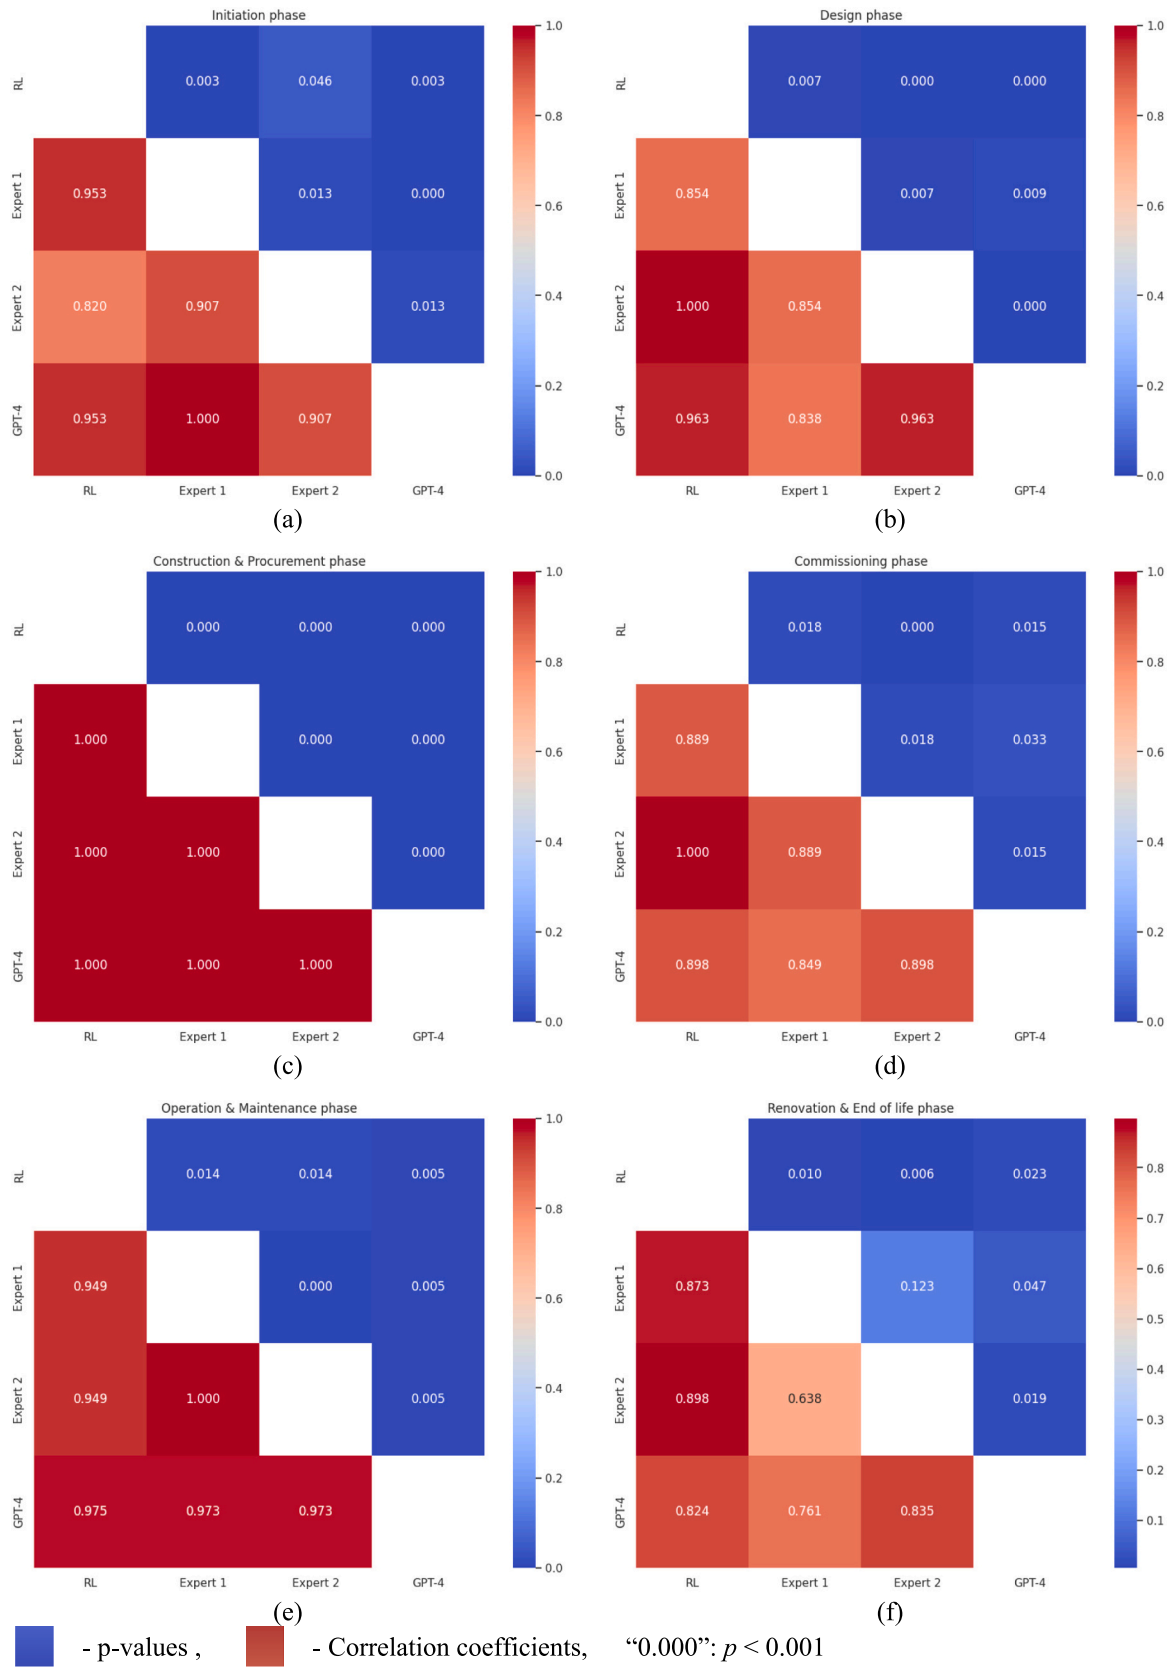 Initiation phase
1.0
RL 0.003 0.046 0.003
0.8
Expert 1 0.953 0.013 0.000
0.6
Expert 2 0.820 0.907 0.013
0.4
0.2
GPT-4 0.953 1.000 0.907
0.0
RL Expert 1 Expert 2 GPT-4
(a)
Design phase
1.0
RL 0.007 0.000 0.000
0.8
Expert 1 0.854 0.007 0.009
0.6
Expert 2 1.000 0.854 0.000
0.4
0.2
GPT-4 0.963 0.838 0.963
0.0
RL Expert 1 Expert 2 GPT-4
(b)
Construction & Procurement phase
1.0
RL 0.000 0.000 0.000
0.8
Expert 1 1.000 0.000 0.000
0.6
Expert 2 1.000 1.000 0.000
0.4
0.2
GPT-4 1.000 1.000 1.000
0.0
RL Expert 1 Expert 2 GPT-4
(c)
Commissioning phase
1.0
RL 0.018 0.000 0.015
0.8
Expert 1 0.889 0.018 0.033
0.6
Expert 2 1.000 0.889 0.015
0.4
0.2
GPT-4 0.898 0.849 0.898
0.0
RL Expert 1 Expert 2 GPT-4
(d)
Operation & Maintenance phase
1.0
RL 0.014 0.014 0.005
0.8
Expert 1 0.949 0.000 0.005
0.6
Expert 2 0.949 1.000 0.005
0.4
0.2
GPT-4 0.975 0.973 0.973
0.0
RL Expert 1 Expert 2 GPT-4
(e)
Renovation & End of life phase
0.8
RL 0.010 0.006 0.023
0.7
0.6
Expert 1 0.873 0.123 0.047
0.5
0.4
Expert 2 0.898 0.638 0.019
0.3
0.2
GPT-4 0.824 0.761 0.835
0.1
RL Expert 1 Expert 2 GPT-4
(f)
- p-values , - Correlation coefficients, “0.000”: p < 0.001